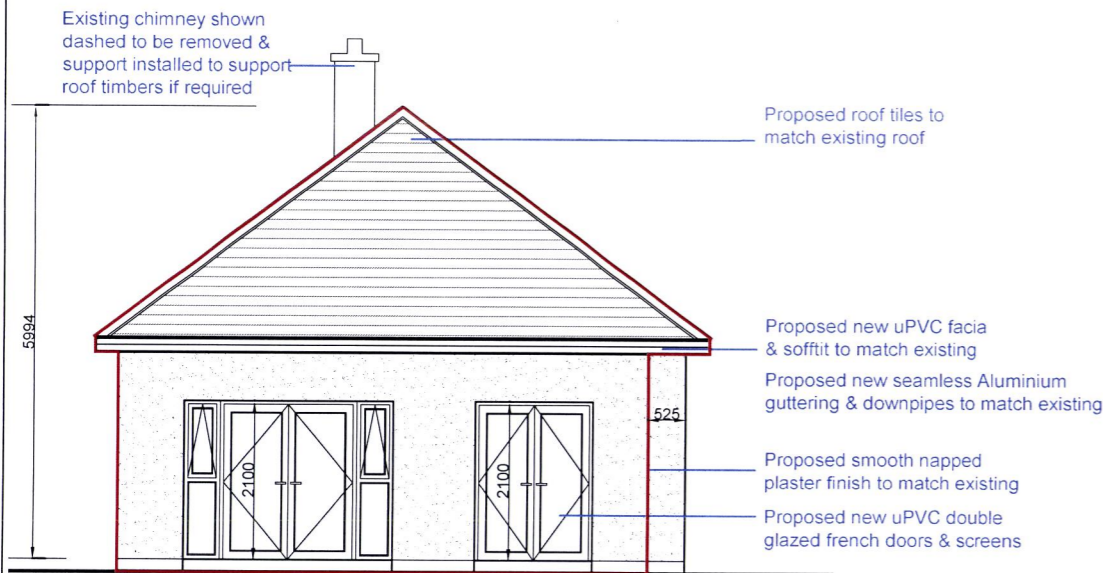 Existing chimney shown
dashed to be removed &
support installed to support
roof timbers if required
Proposed roof tiles to
match existing roof
5994
Proposed new uPVC facia
& sofftit to match existing
Proposed new seamless Aluminium
guttering & downpipes to match existing
525
2100
2100
Proposed smooth napped
plaster finish to match existing
Proposed new uPVC double
glazed french doors & screens